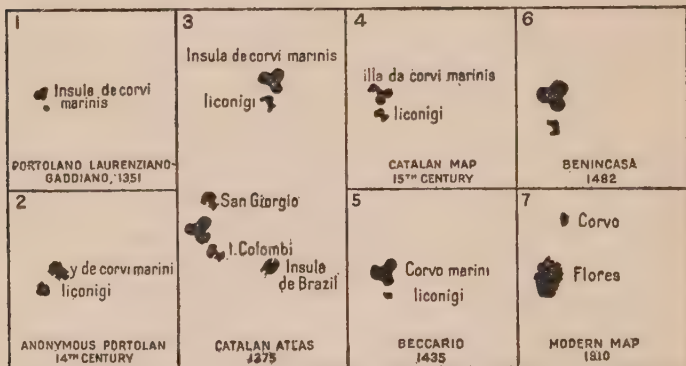 1
Insula de corvi
marinis
PORTOLANO LAURENZIANO-
GADDIANO, 1351
2
y de corvi marini
liconigi
ANONYMOUS PORTOLAN
14TH CENTURY
3
Insula de corvi marinis
liconigi
San Giorgio
I. Colombi
Insula
de Brazil
CATALAN ATLAS
1375
4
illa da corvi marinis
liconigi
CATALAN MAP
15TH CENTURY
5
Corvo marini
liconigi
BECCARIO
1435
6
BENINCASA
1482
7
Corvo
Flores
MODERN MAP
1810